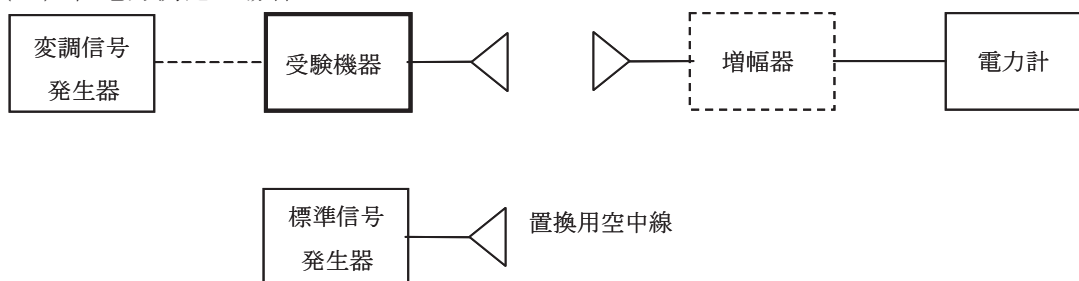 変調信号
発生器
受験機器
増幅器
電力計
標準信号
発生器
置換用空中線